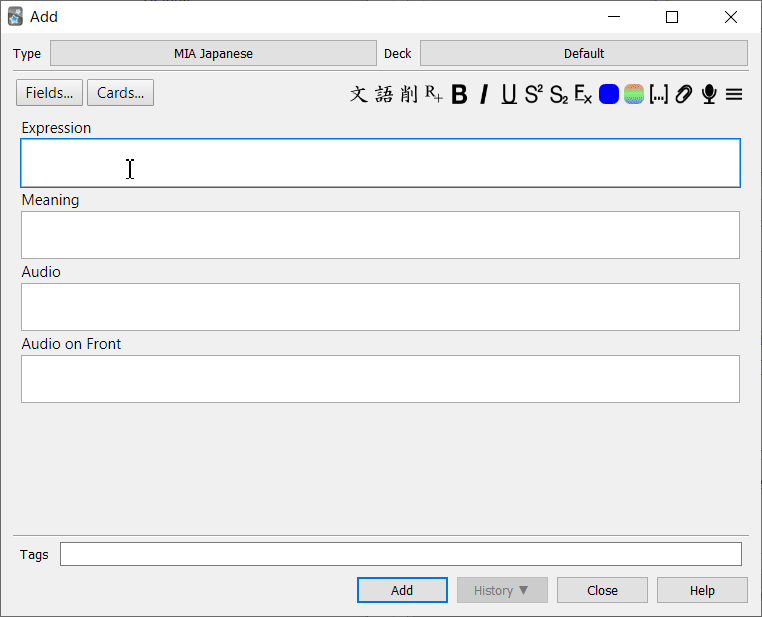 Add
Type MIA Japanese Deck Default
Fields... Cards... 文 語 削 R+ B I U S² S₂ Ex [...]
Expression
Meaning
Audio
Audio on Front
Tags
Add History ▼ Close Help